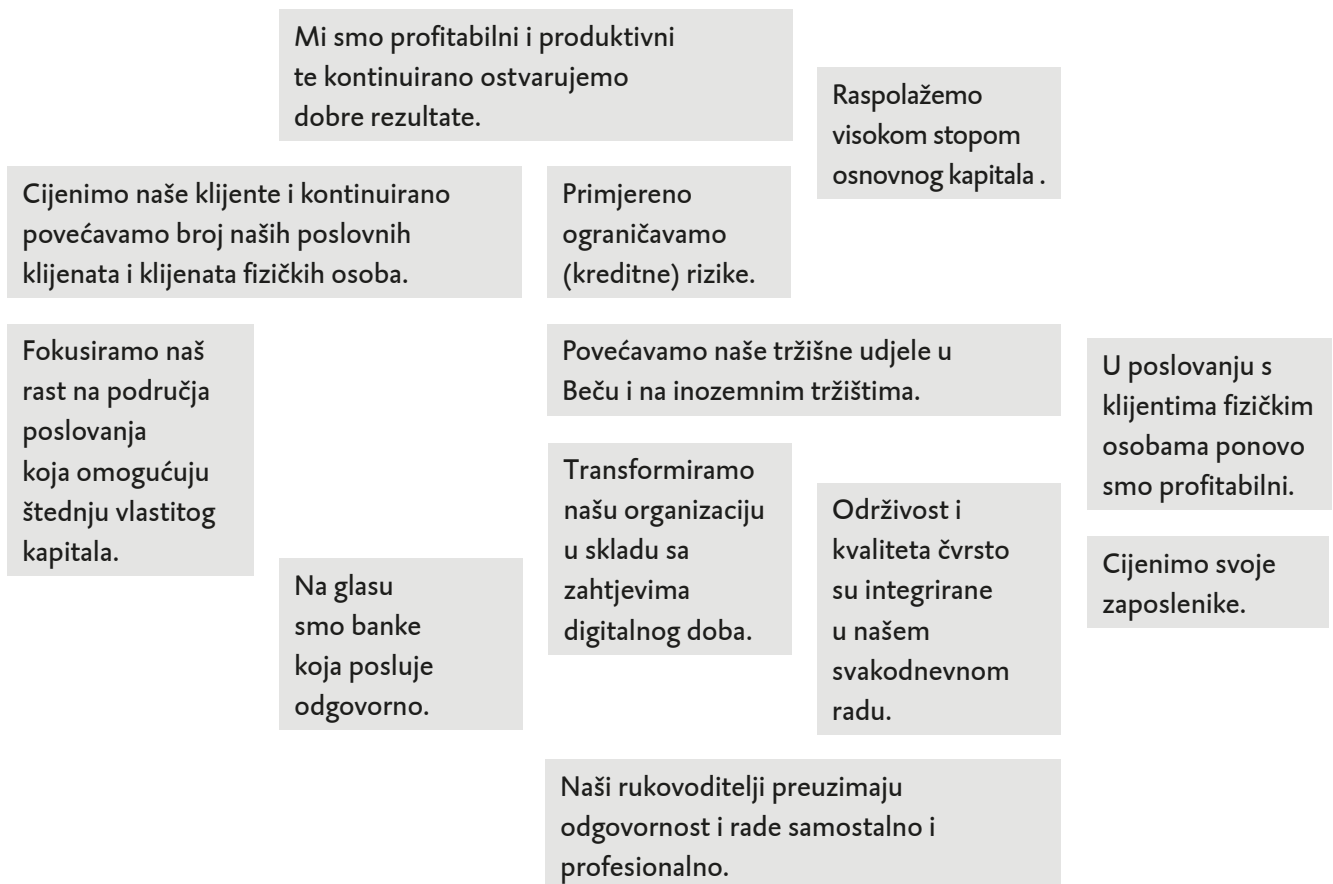 Mi smo profitabilni i produktivni
te kontinuirano ostvarujemo
dobre rezultate.
Raspolažemo
visokom stopom
osnovnog kapitala .
Cijenimo naše klijente i kontinuirano
povećavamo broj naših poslovnih
klijenata i klijenata fizičkih osoba.
Primjereno
ograničavamo
(kreditne) rizike.
Fokusiramo naš
rast na područja
poslovanja
koja omogućuju
štednju vlastitog
kapitala.
Povećavamo naše tržišne udjele u
Beču i na inozemnim tržištima.
U poslovanju s
klijentima fizičkim
osobama ponovo
smo profitabilni.
Transformiramo
našu organizaciju
u skladu sa
zahtjevima
digitalnog doba.
Održivost i
kvaliteta čvrsto
su integrirane
u našem
svakodnevnom
radu.
Cijenimo svoje
zaposlenike.
Na glasu
smo banke
koja posluje
odgovorno.
Naši rukovoditelji preuzimaju
odgovornost i rade samostalno i
profesionalno.